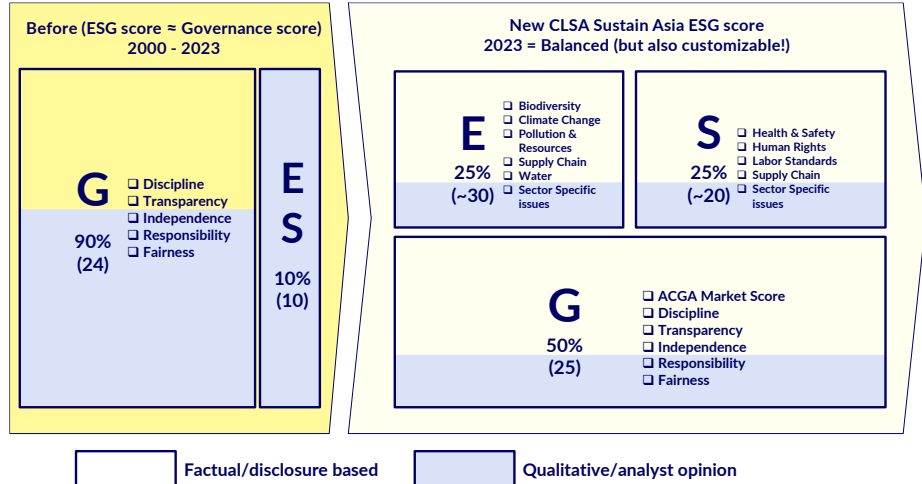 Before (ESG score ≈ Governance score)
2000 - 2023
G
90%
(24)
❑ Discipline
❑ Transparency
❑ Independence
❑ Responsibility
❑ Fairness
E
S
10%
(10)
New CLSA Sustain Asia ESG score
2023 = Balanced (but also customizable!)
E
25%
(~30)
❑ Biodiversity
❑ Climate Change
❑ Pollution &
Resources
❑ Supply Chain
❑ Water
❑ Sector Specific
issues
S
25%
(~20)
❑ Health & Safety
❑ Human Rights
❑ Labor Standards
❑ Supply Chain
❑ Sector Specific
issues
G
50%
(25)
❑ ACGA Market Score
❑ Discipline
❑ Transparency
❑ Independence
❑ Responsibility
❑ Fairness
Factual/disclosure based
Qualitative/analyst opinion